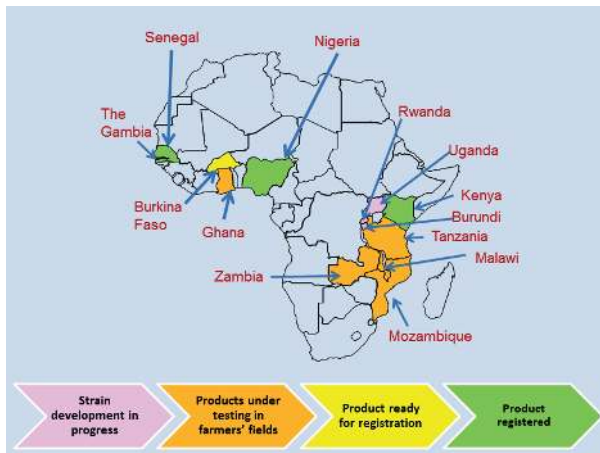 Senegal
Nigeria
Rwanda
The
Gambia
Uganda
Burkina
Faso
Ghana
Kenya
Burundi
Tanzania
Zambia
Malawi
Mozambique
Strain
development in
progress
Products under
testing in
farmers' fields
Product ready
for registration
Product
registered